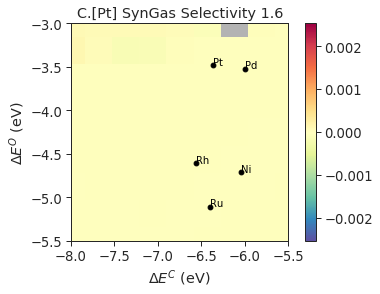 C.[Pt] SynGas Selectivity 1.6
−3.0
−3.5
−4.0
−4.5
−5.0
−5.5
ΔE^O (eV)
Pt
Pd
Rh
Ni
Ru
−8.0 −7.5 −7.0 −6.5 −6.0 −5.5
ΔE^C (eV)
0.002
0.001
0.000
−0.001
−0.002